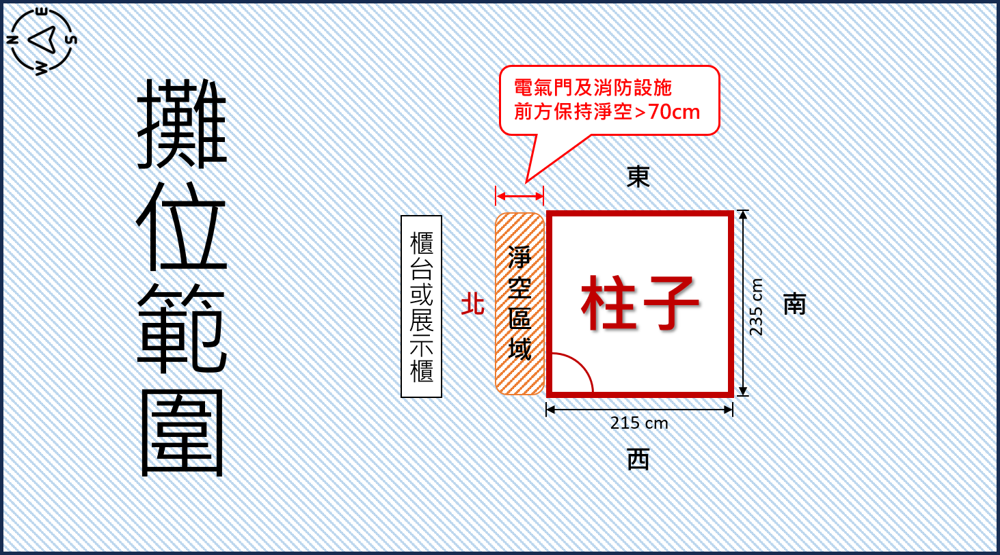 E
N
S
W
攤位範圍
電氣門及消防設施
前方保持淨空>70cm
東
櫃台或展示櫃
北
淨空區域
柱子
235 cm
南
215 cm
西